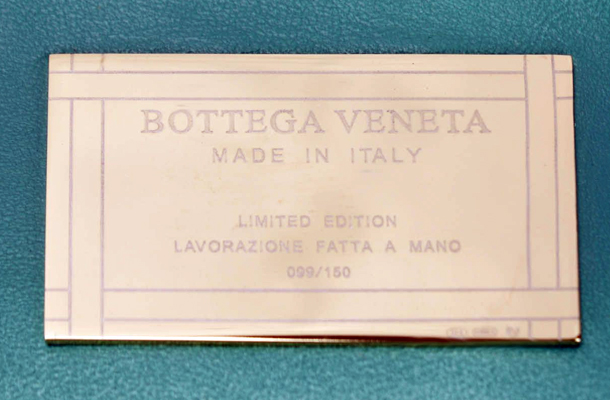 BOTTEGA VENETA
MADE IN ITALY
LIMITED EDITION
LAVORAZIONE FATTA A MANO
099/150